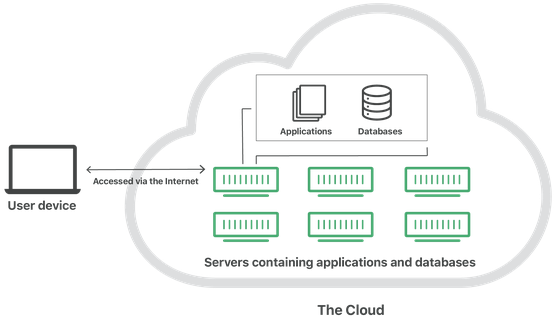 Applications
Databases
Accessed via the Internet
User device
Servers containing applications and databases
The Cloud